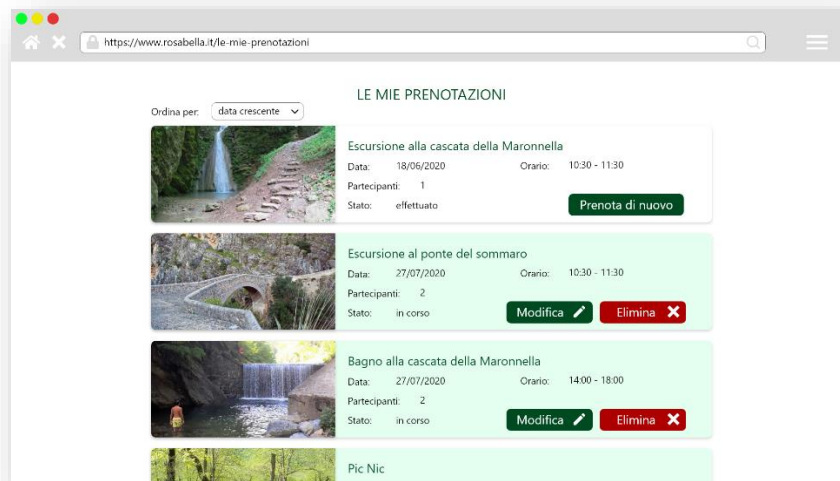 https://www.rosabella.it/le-mie-prenotazioni
LE MIE PRENOTAZIONI
Ordina per: data crescente
Escursione alla cascata della Maronnella
Data: 18/06/2020 Orario: 10:30 - 11:30
Partecipanti: 1
Stato: effettuato Prenota di nuovo
Escursione al ponte del sommaro
Data: 27/07/2020 Orario: 10:30 - 11:30
Partecipanti: 2
Stato: in corso Modifica Elimina
Bagno alla cascata della Maronnella
Data: 27/07/2020 Orario: 14:00 - 18:00
Partecipanti: 2
Stato: in corso Modifica Elimina
Pic Nic